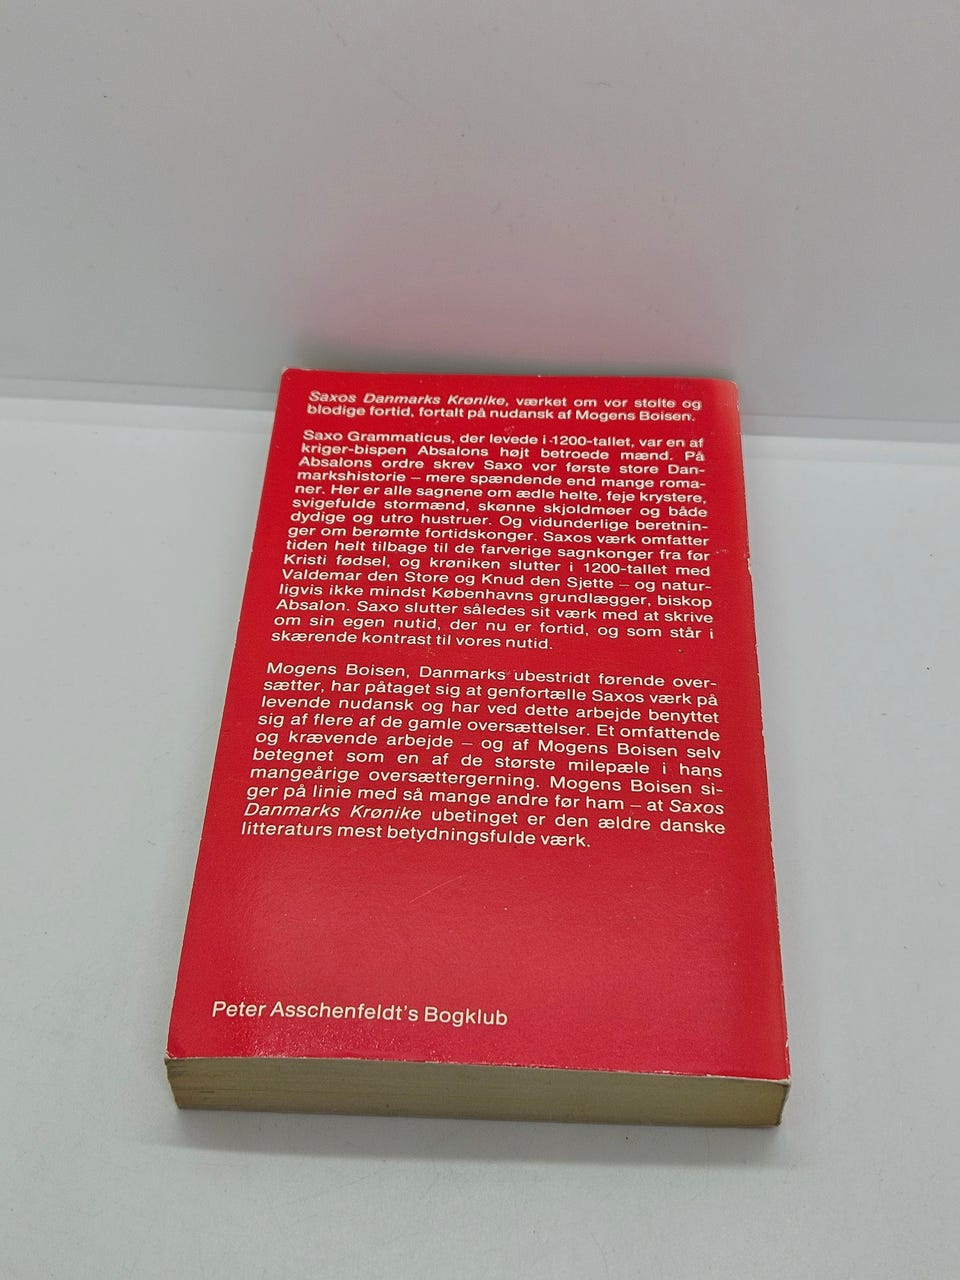 Saxos Danmarks Krønike, værket om vor stolte og
blodige fortid, fortalt på nudansk af Mogens Boisen.
Saxo Grammaticus, der levede i 1200-tallet, var en af
kriger-bispen Absalons højt betroede mænd. På
Absalons ordre skrev Saxo vor første store Dan-
markshistorie – mere spændende end mange roma-
ner. Her er alle sagnene om ædle helte, feje krystere,
svigefulde stormænd, skønne skjoldmøer og både
dydige og utro hustruer. Og vidunderlige beretnin-
ger om berømte fortidskonger. Saxos værk omfatter
tiden helt tilbage til de farverige sagnkonger fra før
Kristi fødsel, og krøniken slutter i 1200-tallet med
Valdemar den Store og Knud den Sjette – og natur-
ligvis ikke mindst Københavns grundlægger, biskop
Absalon. Saxo slutter således sit værk med at skrive
om sin egen nutid, der nu er fortid, og som står i
skærende kontrast til vores nutid.
Mogens Boisen, Danmarks ubestridt førende over-
sætter, har påtaget sig at genfortælle Saxos værk på
levende nudansk og har ved dette arbejde benyttet
sig af flere af de gamle oversættelser. Et omfattende
og krævende arbejde – og af Mogens Boisen selv
betegnet som en af de største milepæle i hans
mangeårige oversættergerning. Mogens Boisen si-
ger på linie med så mange andre før ham – at Saxos
Danmarks Krønike ubetinget er den ældre danske
litteraturs mest betydningsfulde værk.
Peter Asschenfeldt's Bogklub